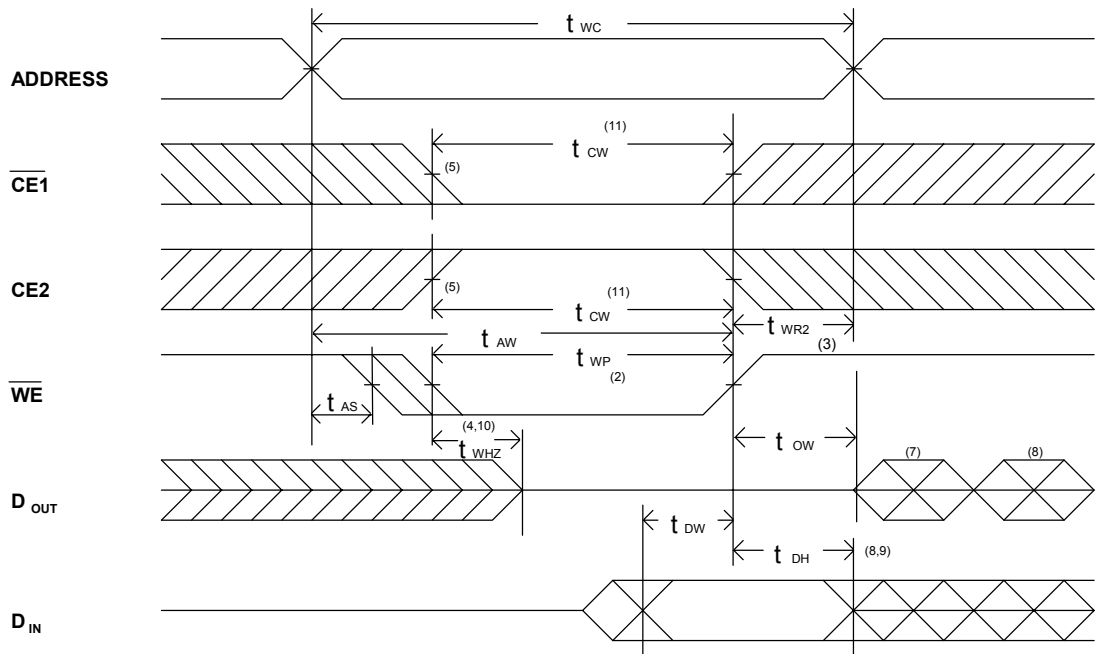 t WC
ADDRESS
(11)
t CW
CE1
(5)
CE2
(5)
(11)
t CW
t WR2
t AW
t WP
(3)
WE
(2)
t AS
(4,10)
t WHZ
t OW
(7)
(8)
D OUT
t DW
t DH
(8,9)
D IN